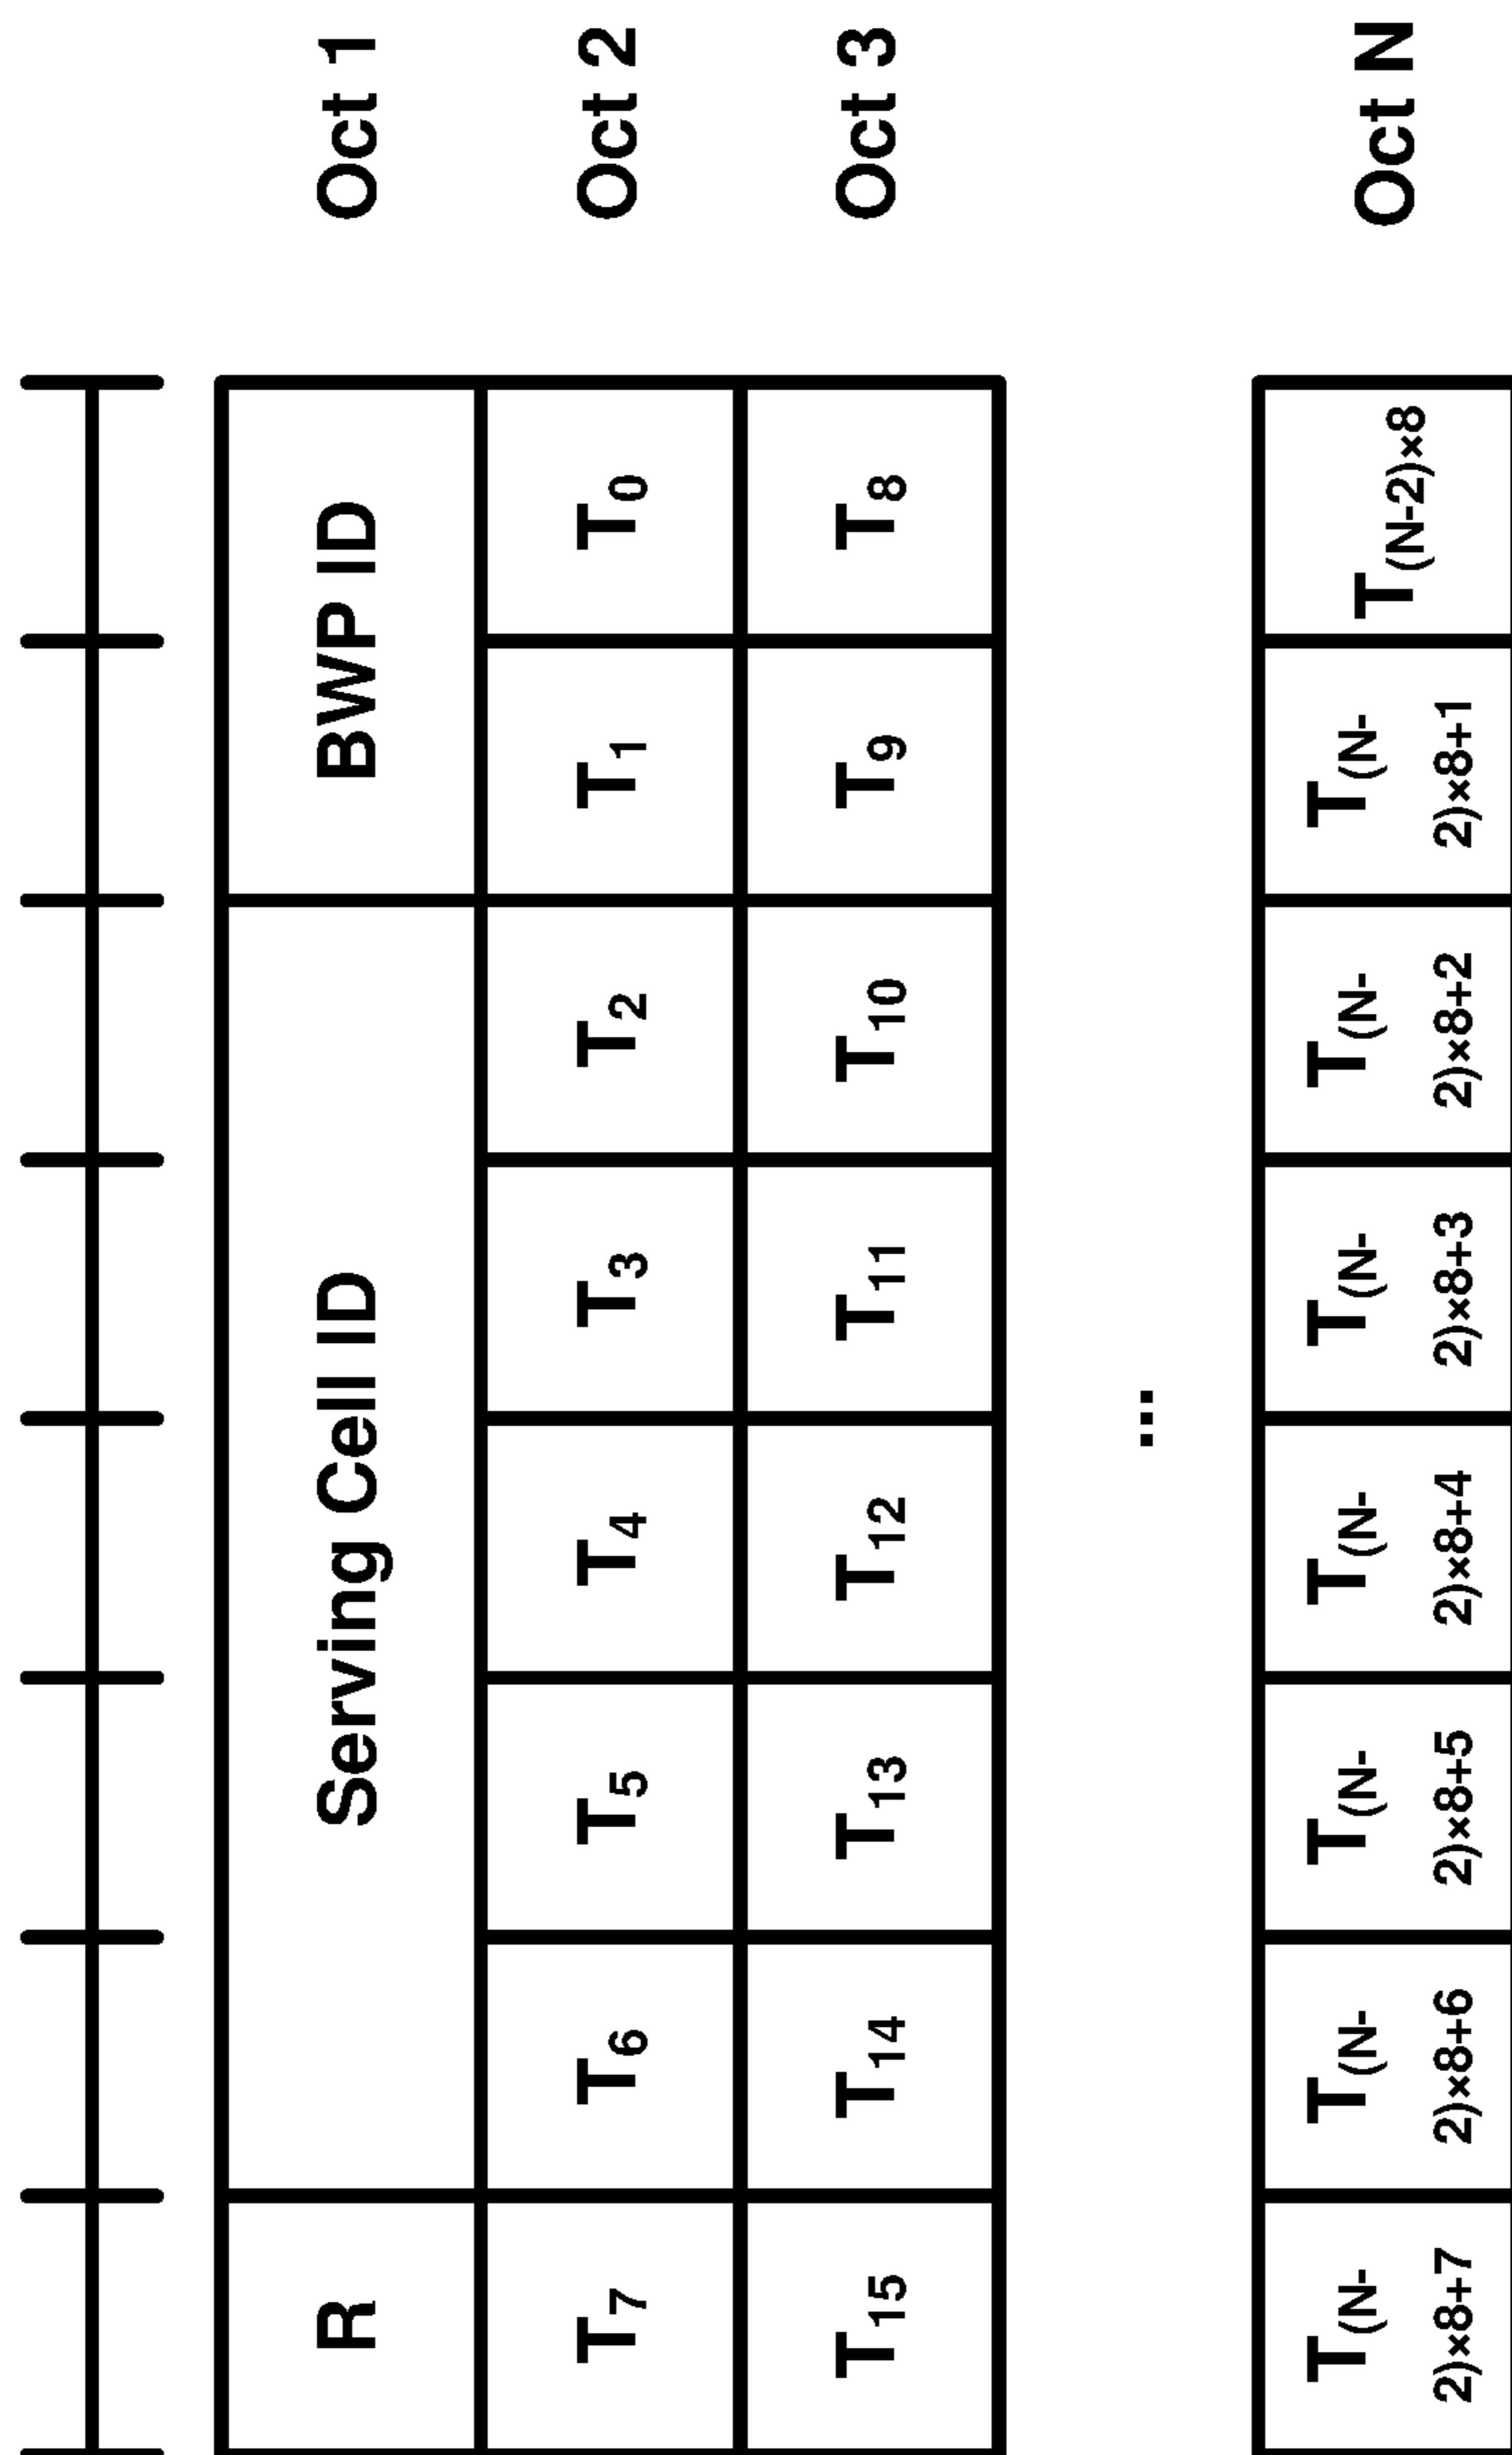 R Serving Cell ID BWP ID Oct 1
T7 T6 T5 T4 T3 T2 T1 T0 Oct 2
T15 T14 T13 T12 T11 T10 T9 T8 Oct 3
...
T(N- T(N- T(N- T(N- T(N- T(N- T(N- T(N-2)×8 Oct N
2)×8+7 2)×8+6 2)×8+5 2)×8+4 2)×8+3 2)×8+2 2)×8+1